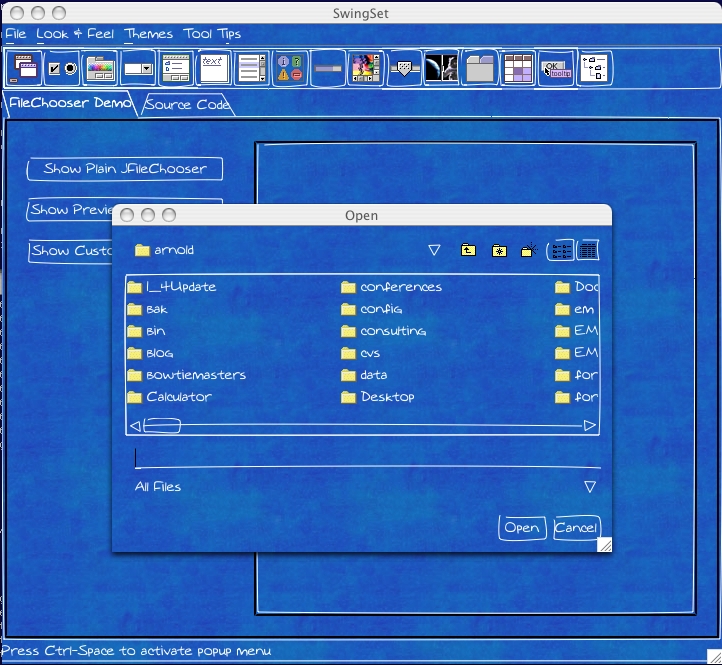 SwingSet
File Look & Feel Themes Tool Tips
text
OK
tooltip
FileChooser Demo Source Code
Show Plain JFileChooser
Show Previe
Show Custo
Open
arnold
1_4Update conferences Doc
Bak config em
Bin consulting EM
Blog cvs EM
Bowtiemasters data for
Calculator Desktop for
All Files
Open Cancel
Press Ctrl-Space to activate popup menu